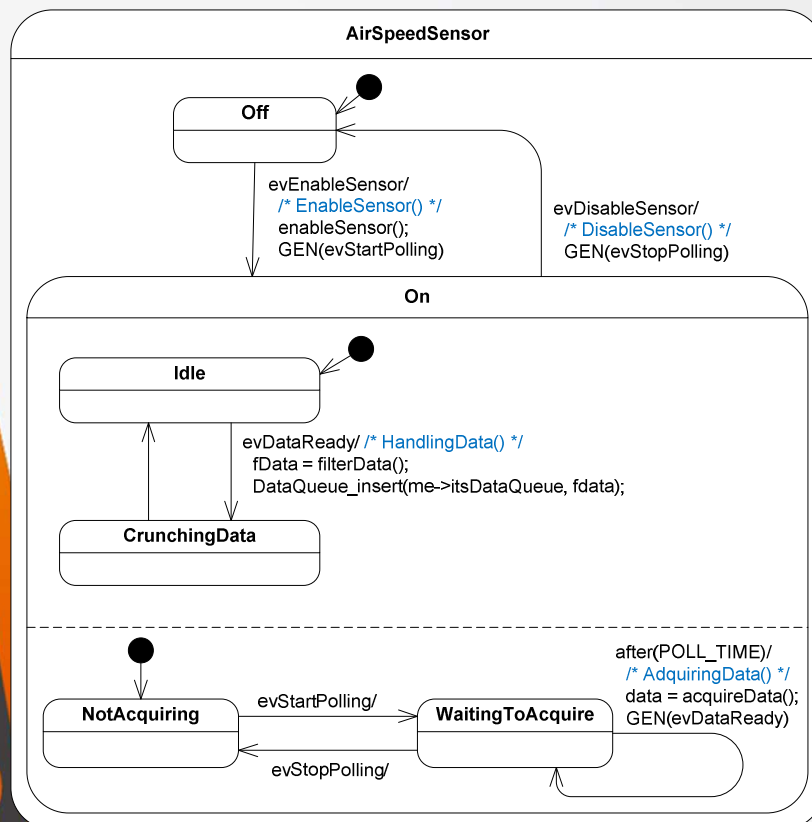 AirSpeedSensor
Off
evEnableSensor/
/* EnableSensor() */
enableSensor();
GEN(evStartPolling)
evDisableSensor/
/* DisableSensor() */
GEN(evStopPolling)
On
Idle
evDataReady/ /* HandlingData() */
fData = filterData();
DataQueue_insert(me->itsDataQueue, fdata);
CrunchingData
after(POLL_TIME)/
/* AdquiringData() */
data = acquireData();
GEN(evDataReady)
NotAcquiring
evStartPolling/
WaitingToAcquire
evStopPolling/